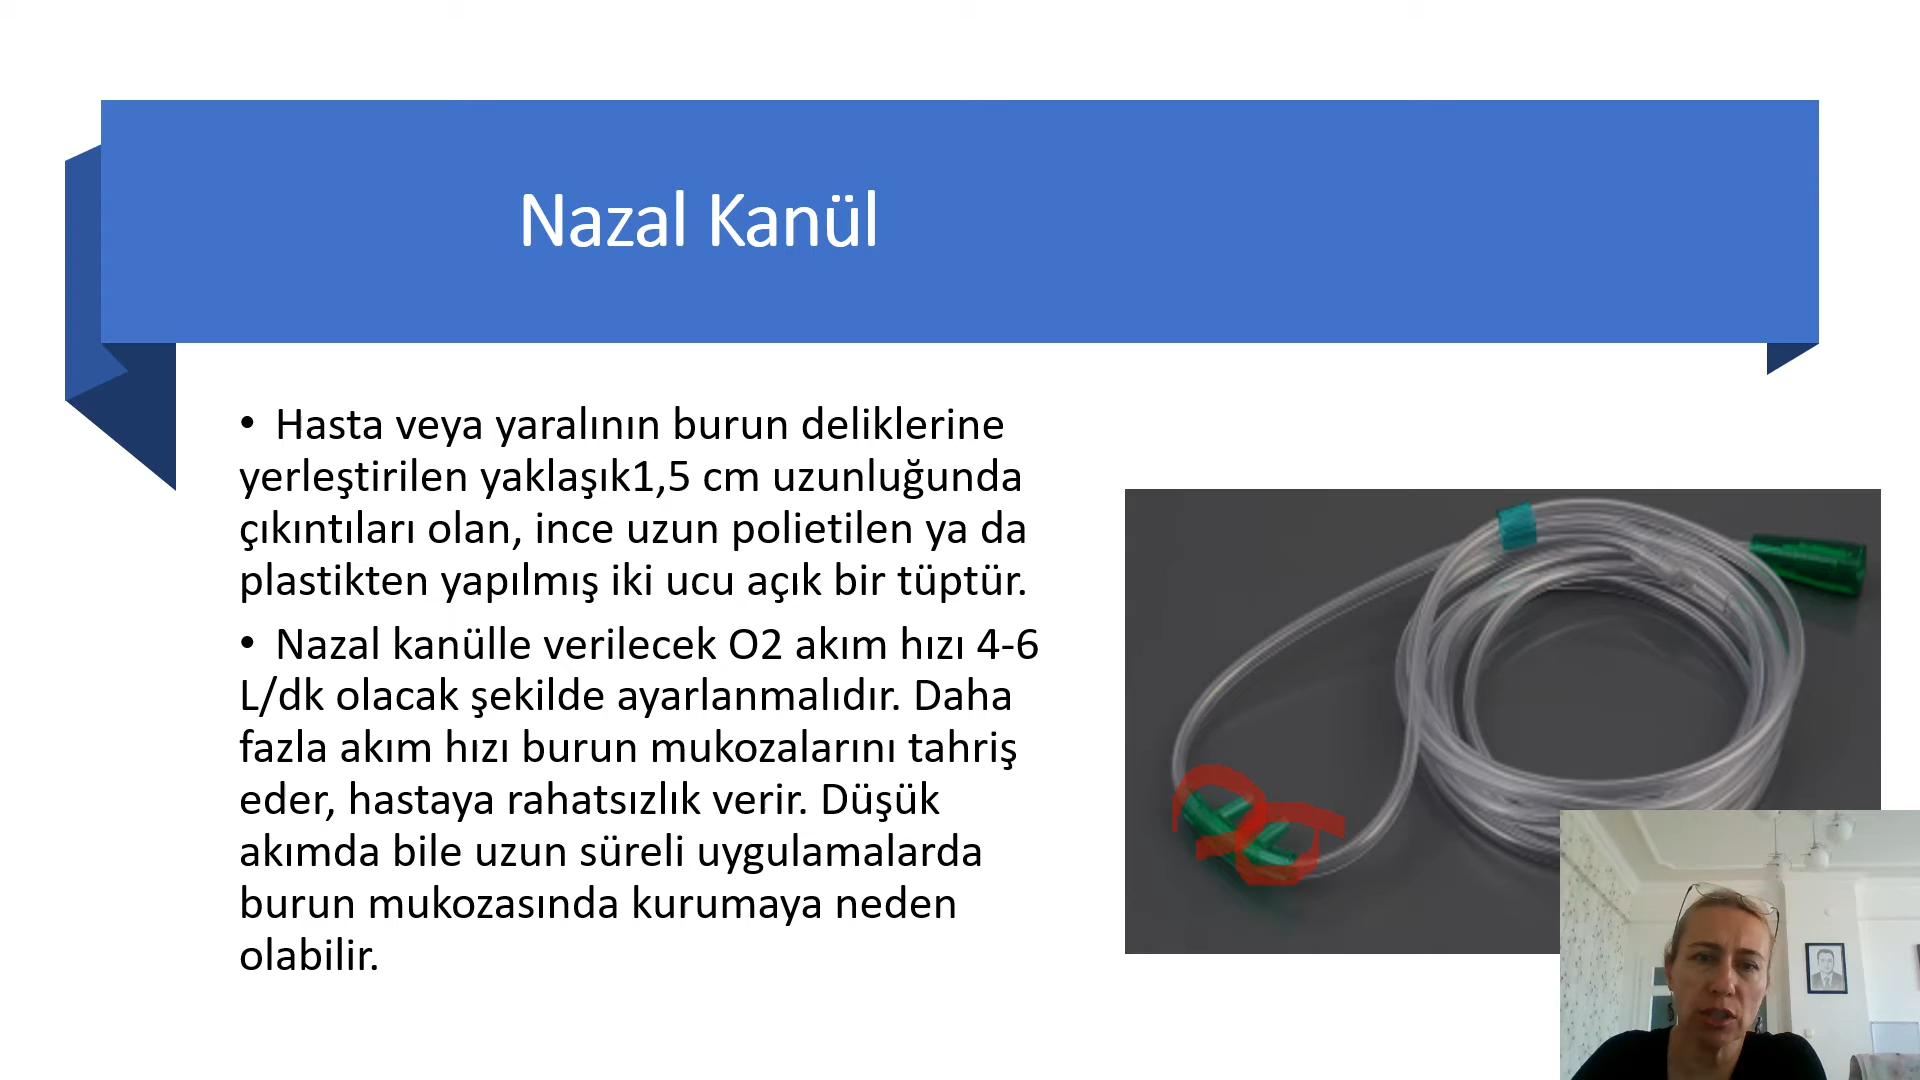 Nazal Kanül
• Hasta veya yaralının burun deliklerine
yerleştirilen yaklaşık1,5 cm uzunluğunda
çıkıntıları olan, ince uzun polietilen ya da
plastikten yapılmış iki ucu açık bir tüptür.
• Nazal kanülle verilecek O2 akım hızı 4-6
L/dk olacak şekilde ayarlanmalıdır. Daha
fazla akım hızı burun mukozalarını tahriş
eder, hastaya rahatsızlık verir. Düşük
akımda bile uzun süreli uygulamalarda
burun mukozasında kurumaya neden
olabilir.